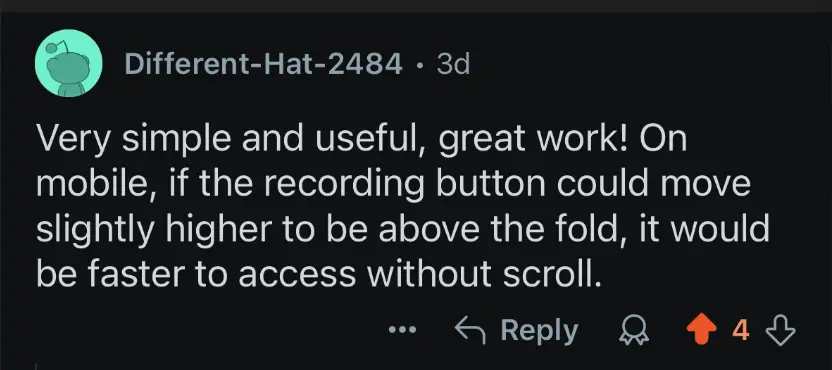 Different-Hat-2484 • 3d
Very simple and useful, great work! On
mobile, if the recording button could move
slightly higher to be above the fold, it would
be faster to access without scroll.
... Reply 4